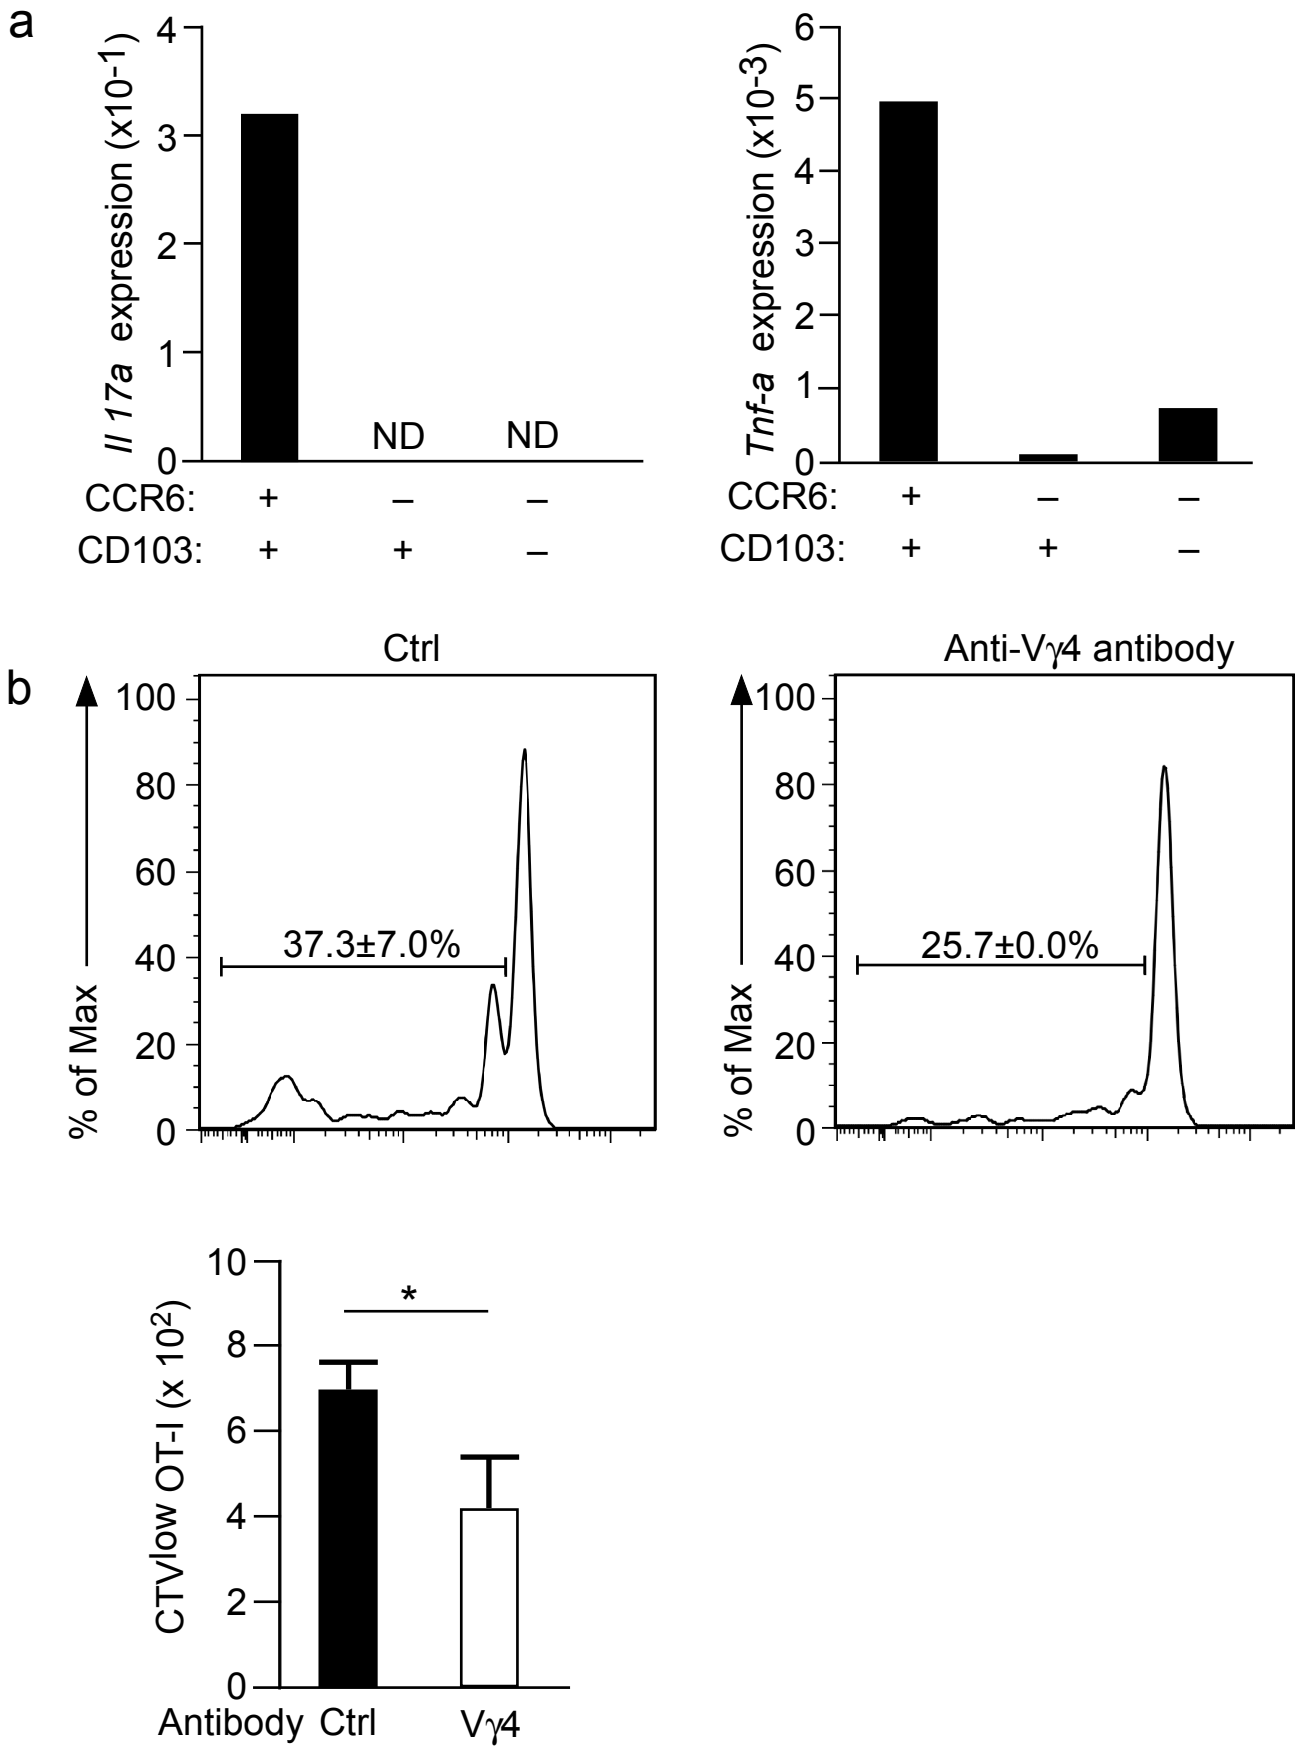 a
Il 17a expression (x10-1)
4
3
2
1
0
ND
ND
CCR6: + – –
CD103: + + –
Tnf-a expression (x10-3)
6
5
4
3
2
1
0
CCR6: + – –
CD103: + + –
b
Ctrl
% of Max
100
80
60
40
20
0
37.3±7.0%
Anti-Vγ4 antibody
% of Max
100
80
60
40
20
0
25.7±0.0%
CTVlow OT-I (x 10²)
10
8
6
4
2
0
*
Antibody Ctrl Vγ4